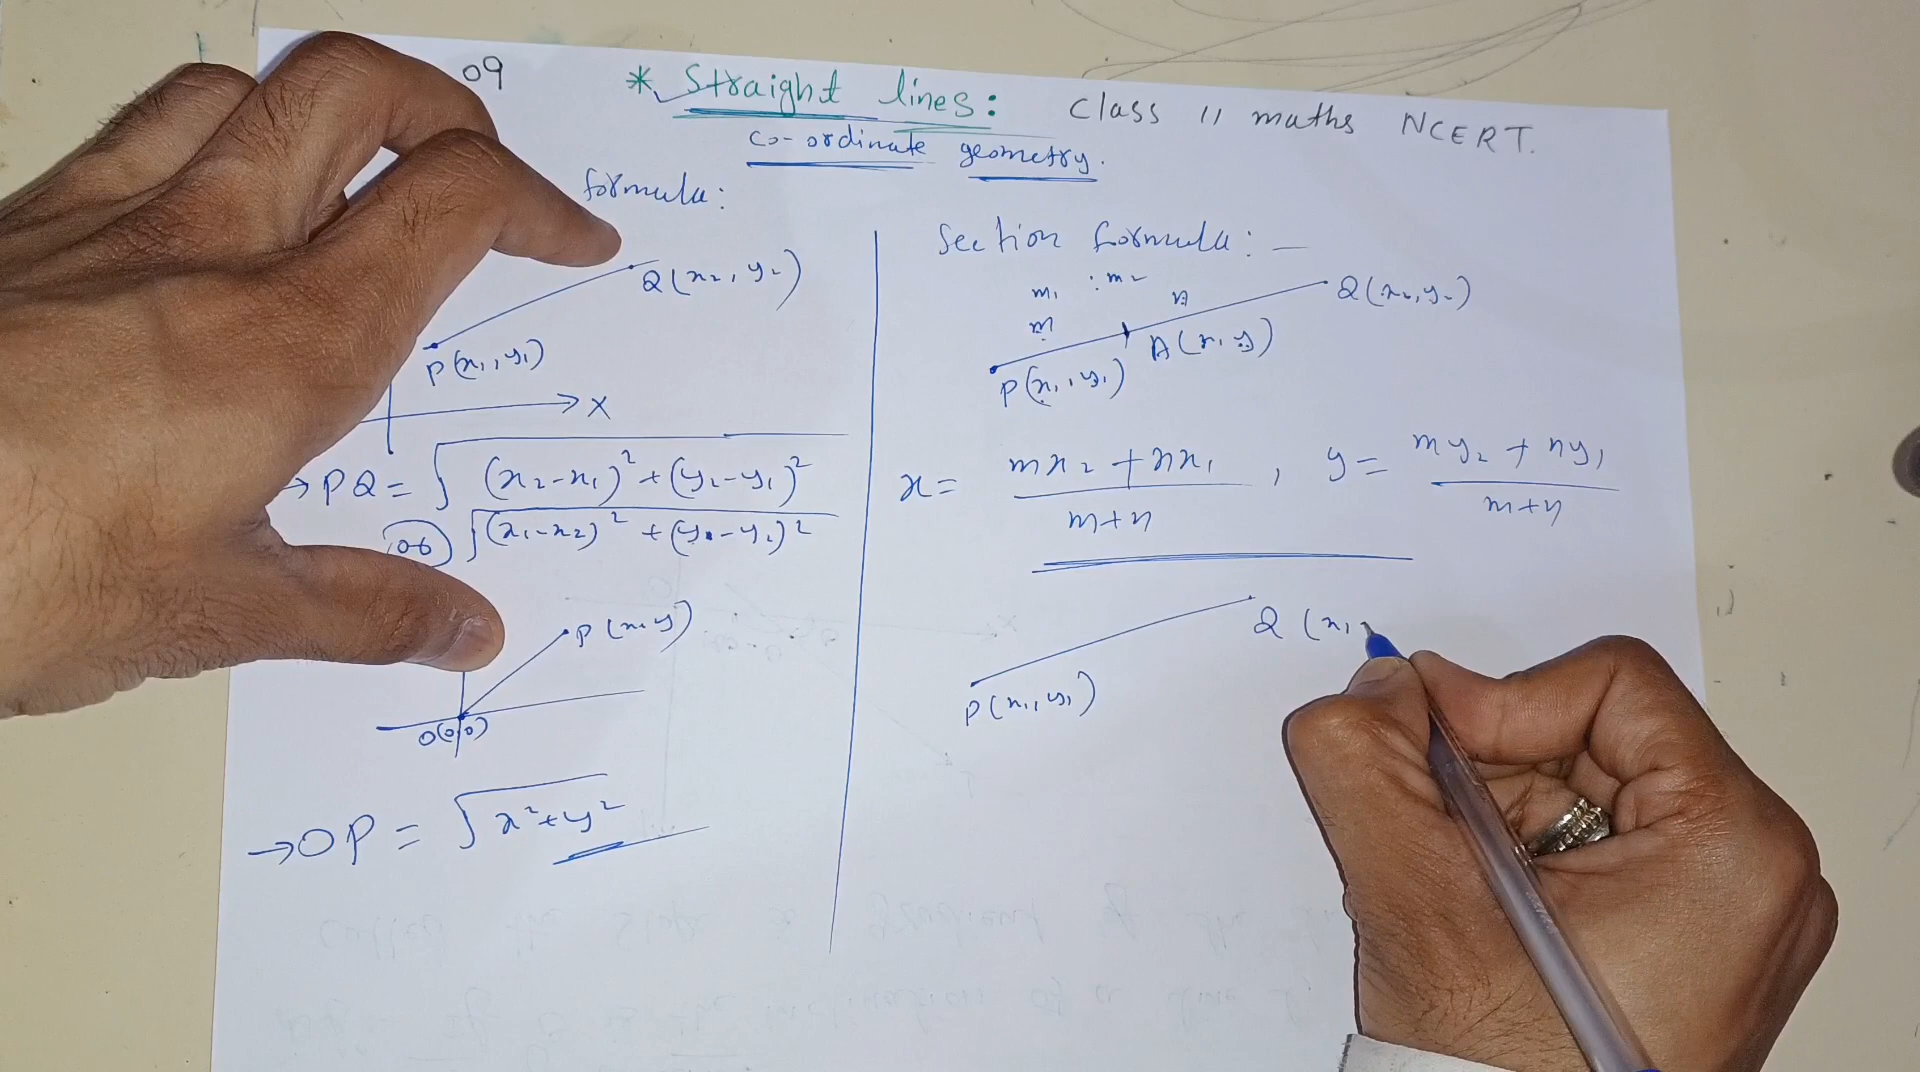 09
* Straight lines: Class 11 maths NCERT.
co-ordinate geometry.
formula:
Q(x₂, y₂)
P(x₁, y₁)
X
→ PQ = √(x₂-x₁)² + (y₂-y₁)²
(or) √(x₁-x₂)² + (y₁-y₂)²
P(x, y)
O(0,0)
→ OP = √x²+y²
Section formula: —
m₁ : m₂
m n
Q(x₂, y₂)
A(x, y)
P(x₁, y₁)
x = mx₂ + nx₁ / m+n , y = my₂ + ny₁ / m+n
Q (x,
P(x₁, y₁)